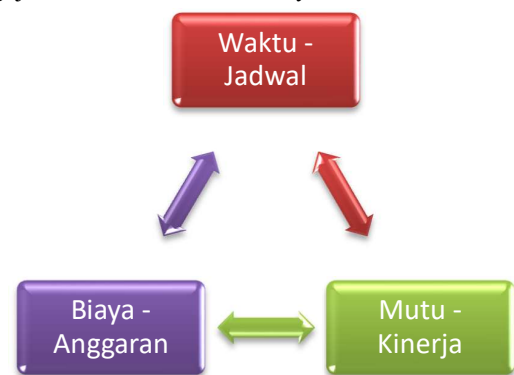 Waktu -
Jadwal
Biaya -
Anggaran
Mutu -
Kinerja